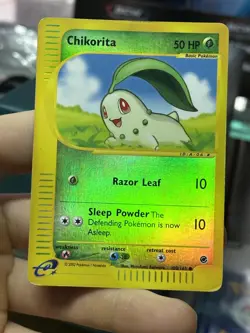 Chikorita
50 HP
Basic Pokémon
Razor Leaf 10
Sleep Powder The
Defending Pokémon is now
Asleep.
10
weakness
resistance
retreat cost
e